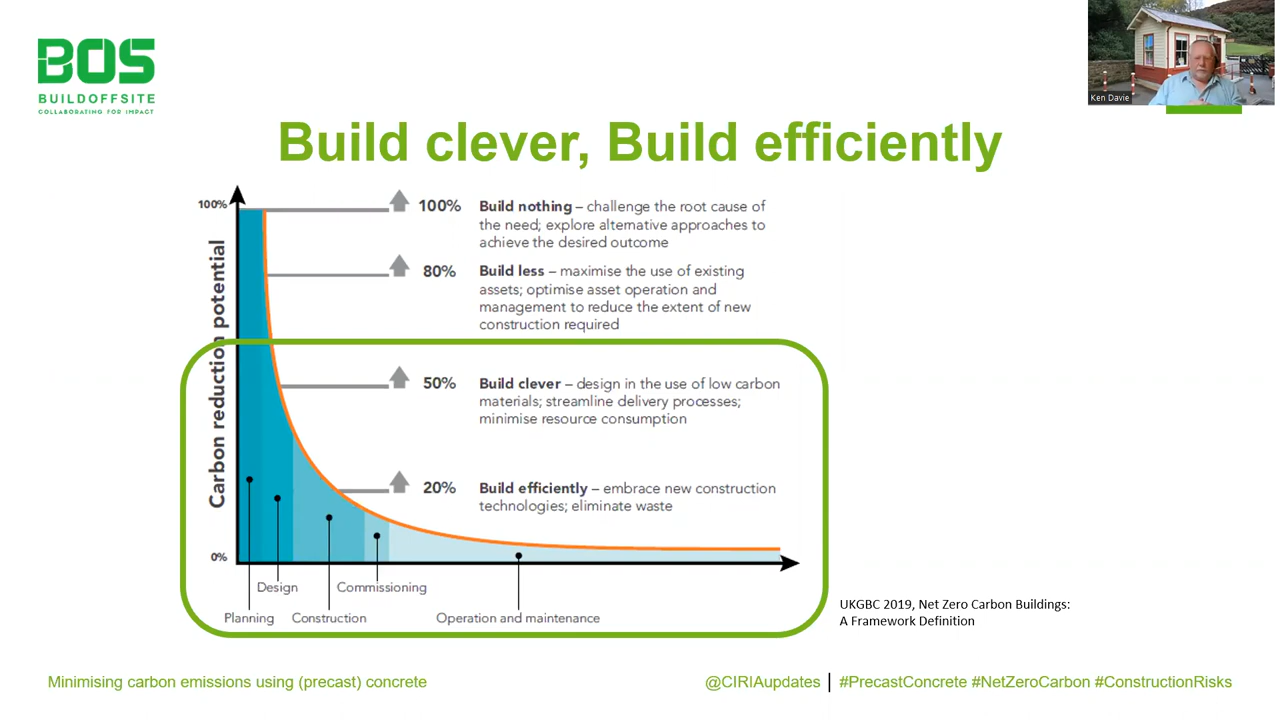 BOS
BUILDOFFSITE
COLLABORATING FOR IMPACT
Ken Davie
Build clever, Build efficiently
Carbon reduction potential
100%
0%
100%
Build nothing – challenge the root cause of
the need; explore alternative approaches to
achieve the desired outcome
80%
Build less – maximise the use of existing
assets; optimise asset operation and
management to reduce the extent of new
construction required
50%
Build clever – design in the use of low carbon
materials; streamline delivery processes;
minimise resource consumption
20%
Build efficiently – embrace new construction
technologies; eliminate waste
Design
Commissioning
Planning
Construction
Operation and maintenance
UKGBC 2019, Net Zero Carbon Buildings:
A Framework Definition
Minimising carbon emissions using (precast) concrete
@CIRIAupdates | #PrecastConcrete #NetZeroCarbon #ConstructionRisks